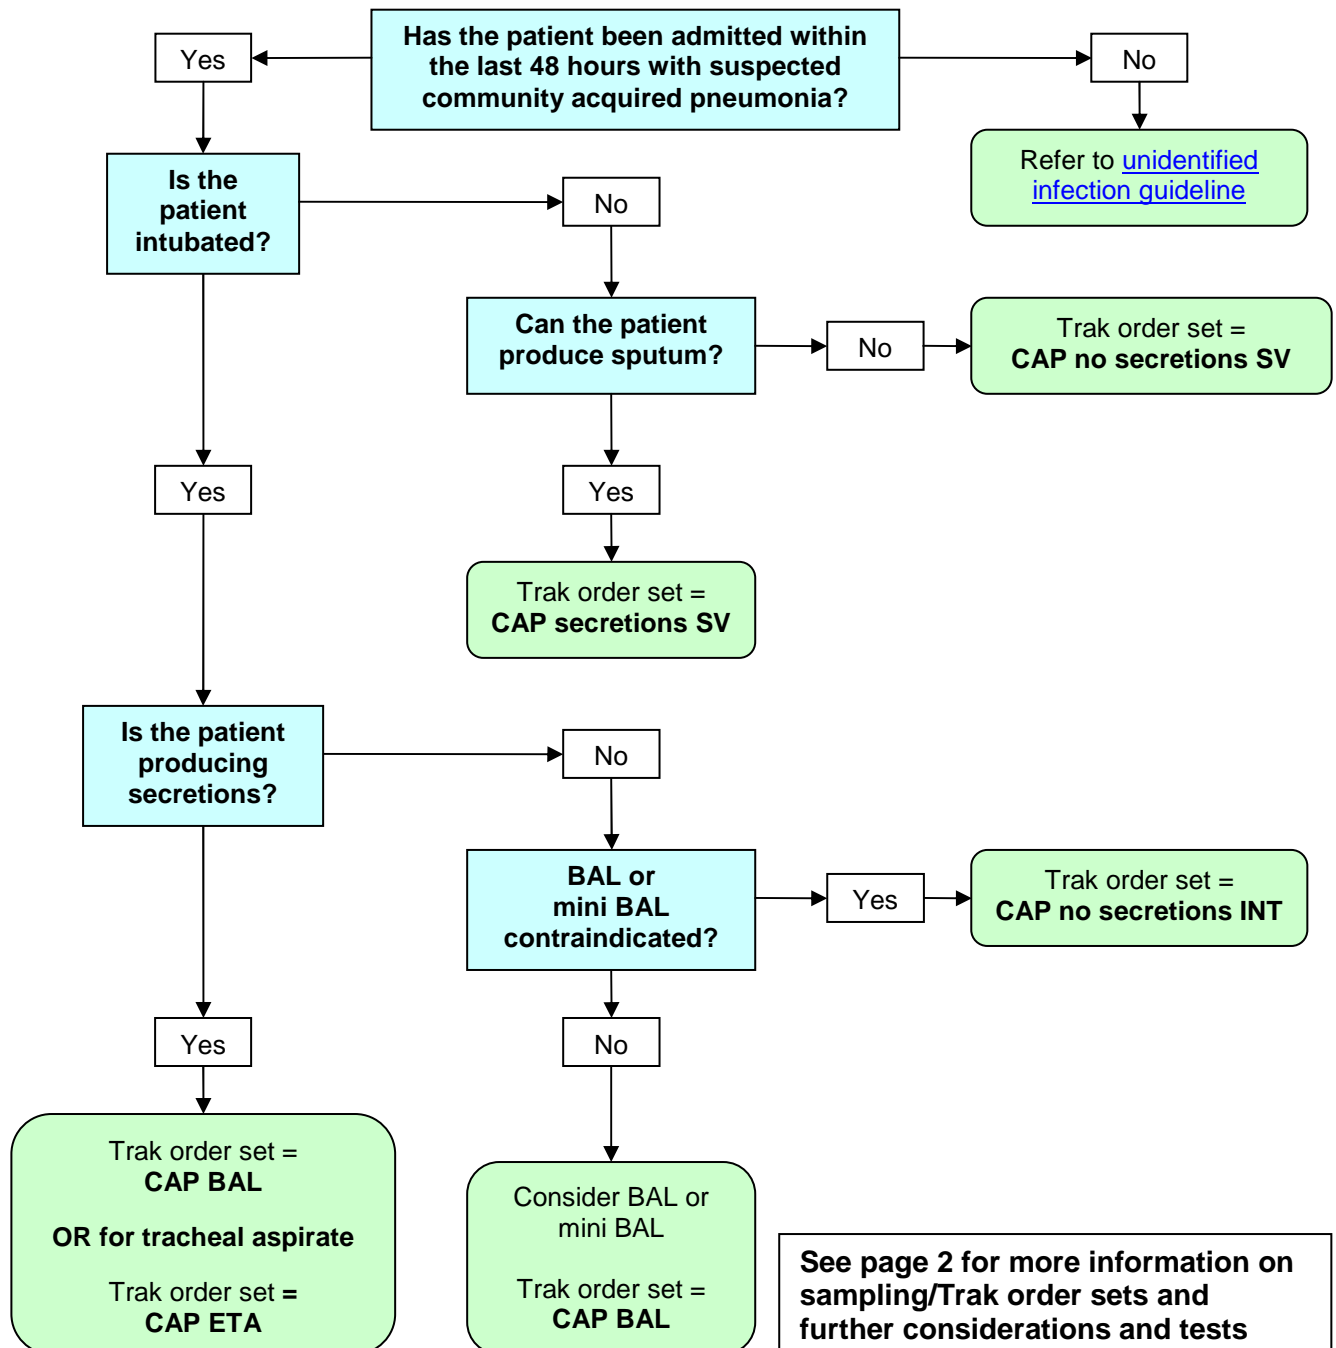 Has the patient been admitted within
the last 48 hours with suspected
community acquired pneumonia?
Yes
No
Refer to unidentified
infection guideline
Is the
patient
intubated?
No
Can the patient
produce sputum?
No
Trak order set =
CAP no secretions SV
Yes
Yes
Trak order set =
CAP secretions SV
Is the patient
producing
secretions?
No
BAL or
mini BAL
contraindicated?
Yes
Trak order set =
CAP no secretions INT
Yes
No
Trak order set =
CAP BAL
OR for tracheal aspirate
Trak order set =
CAP ETA
Consider BAL or
mini BAL
Trak order set =
CAP BAL
See page 2 for more information on
sampling/Trak order sets and
further considerations and tests